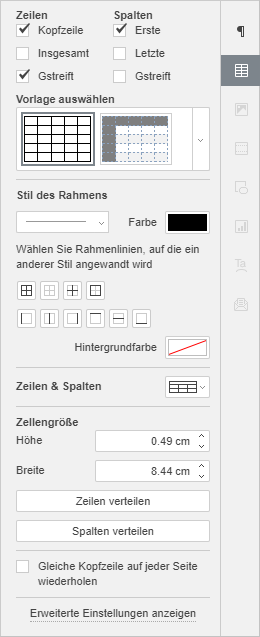 Zeilen Spalten
Kopfzeile Erste
Insgesamt Letzte
Gstreift Gstreift
Vorlage auswählen
Stil des Rahmens
Farbe
Wählen Sie Rahmenlinien, auf die ein
anderer Stil angewandt wird
Hintergrundfarbe
Zeilen & Spalten
Zellengröße
Höhe 0.49 cm
Breite 8.44 cm
Zeilen verteilen
Spalten verteilen
Gleiche Kopfzeile auf jeder Seite
wiederholen
Erweiterte Einstellungen anzeigen